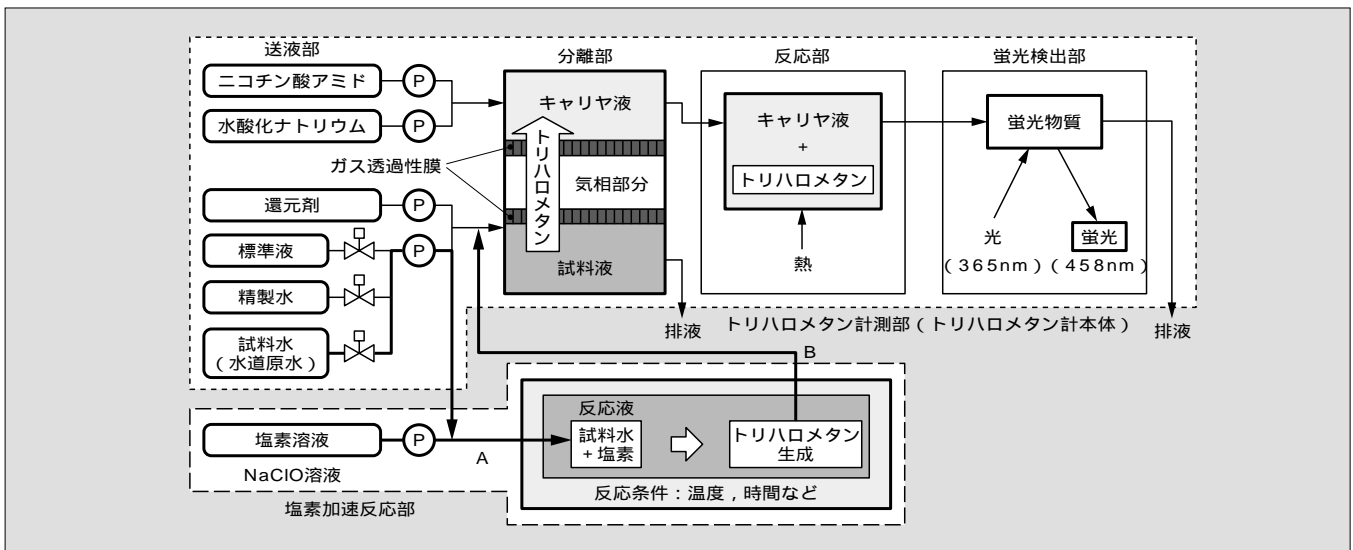 送液部
ニコチン酸アミド
P
水酸化ナトリウム
P
ガス透過性膜
還元剤
P
標準液
P
精製水
試料水
(水道原水)
分離部
キャリヤ液
トリハロメタン
気相部分
試料液
排液
反応部
キャリヤ液
+
トリハロメタン
熱
蛍光検出部
蛍光物質
光
(365nm)
蛍光
(458nm)
排液
トリハロメタン計測部(トリハロメタン計本体)
B
塩素溶液
P
A
NaClO溶液
塩素加速反応部
反応液
試料水
+塩素
トリハロメタン
生成
反応条件:温度,時間など